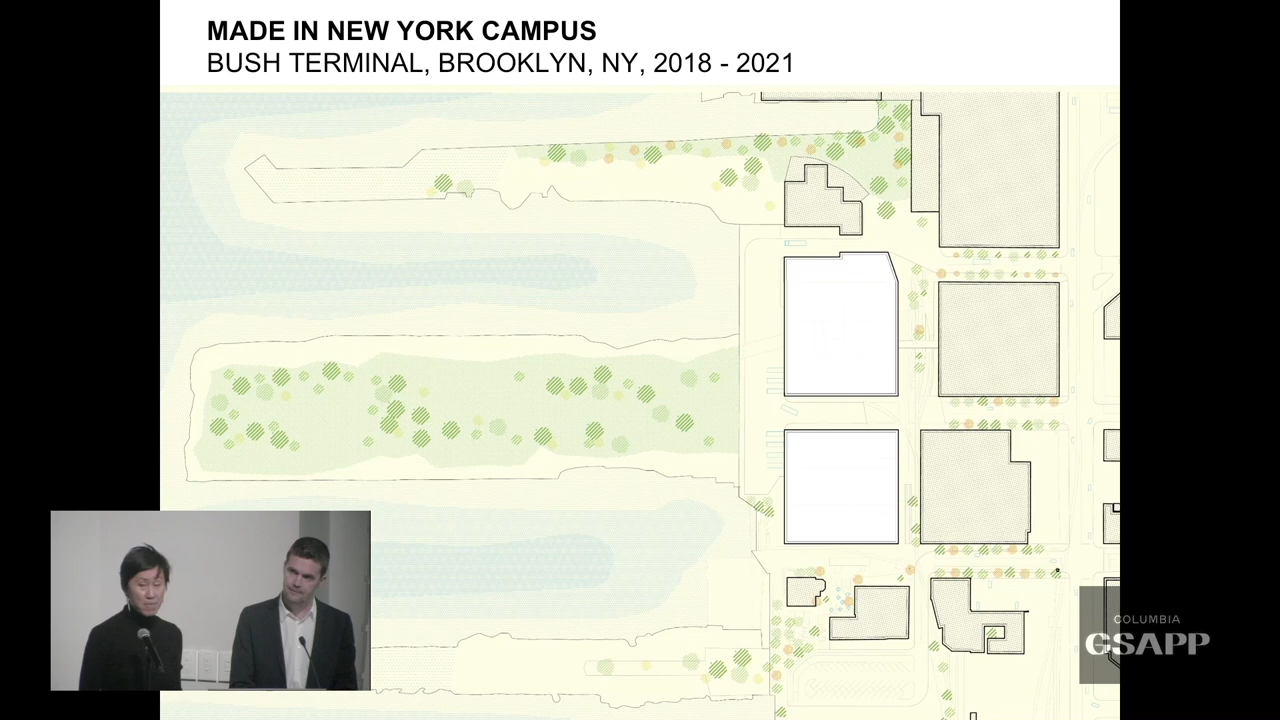 MADE IN NEW YORK CAMPUS
BUSH TERMINAL, BROOKLYN, NY, 2018 - 2021
COLUMBIA
GSAPP